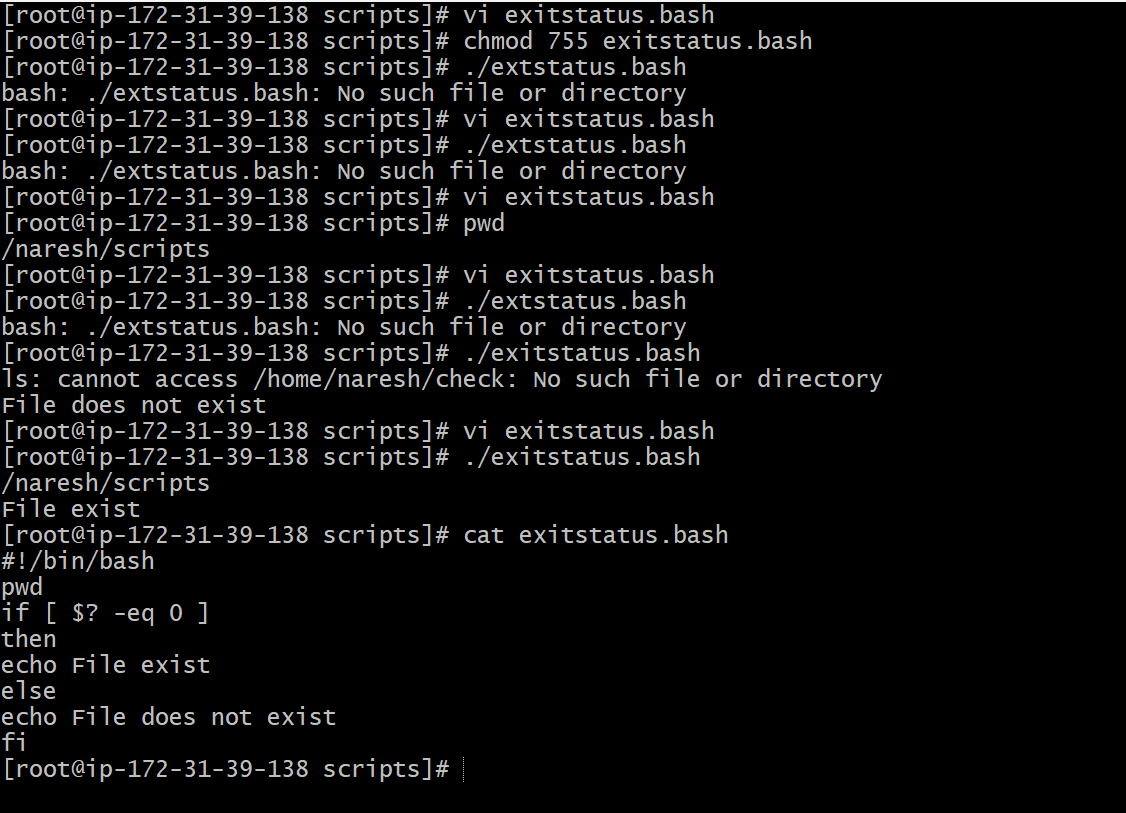 [root@ip-172-31-39-138 scripts]# vi exitstatus.bash
[root@ip-172-31-39-138 scripts]# chmod 755 exitstatus.bash
[root@ip-172-31-39-138 scripts]# ./extstatus.bash
bash: ./extstatus.bash: No such file or directory
[root@ip-172-31-39-138 scripts]# vi exitstatus.bash
[root@ip-172-31-39-138 scripts]# ./extstatus.bash
bash: ./extstatus.bash: No such file or directory
[root@ip-172-31-39-138 scripts]# vi exitstatus.bash
[root@ip-172-31-39-138 scripts]# pwd
/naresh/scripts
[root@ip-172-31-39-138 scripts]# vi exitstatus.bash
[root@ip-172-31-39-138 scripts]# ./extstatus.bash
bash: ./extstatus.bash: No such file or directory
[root@ip-172-31-39-138 scripts]# ./exitstatus.bash
ls: cannot access /home/naresh/check: No such file or directory
File does not exist
[root@ip-172-31-39-138 scripts]# vi exitstatus.bash
[root@ip-172-31-39-138 scripts]# ./exitstatus.bash
/naresh/scripts
File exist
[root@ip-172-31-39-138 scripts]# cat exitstatus.bash
#!/bin/bash
pwd
if [ $? -eq 0 ]
then
echo File exist
else
echo File does not exist
fi
[root@ip-172-31-39-138 scripts]#